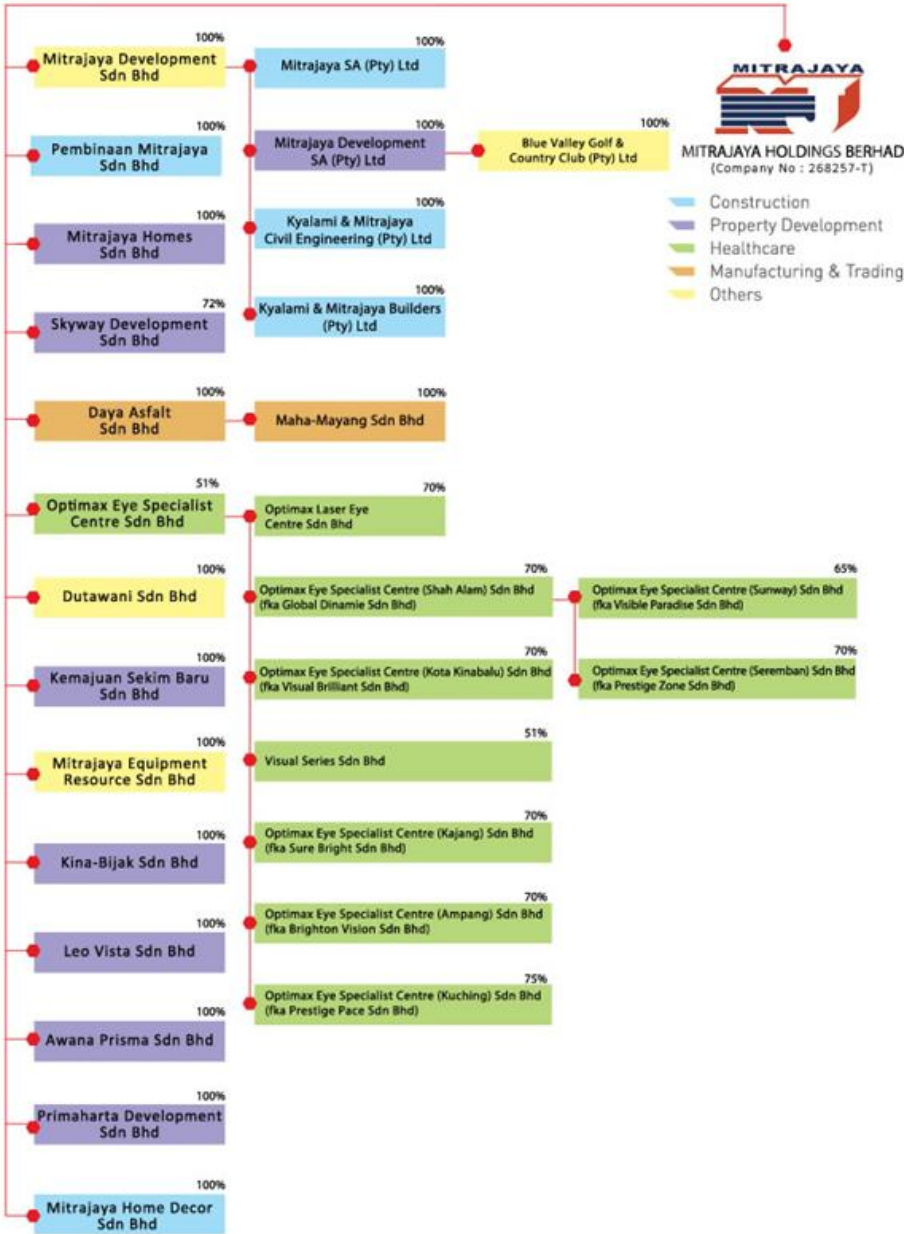 MITRAJAYA
MITRAJAYA HOLDINGS BERHAD
(Company No : 268257-T)
Construction
Property Development
Healthcare
Manufacturing & Trading
Others
100%
Mitrajaya Development
Sdn Bhd
100%
Mitrajaya SA (Pty) Ltd
100%
Mitrajaya Development
SA (Pty) Ltd
100%
Blue Valley Golf &
Country Club (Pty) Ltd
100%
Kyalami & Mitrajaya
Civil Engineering (Pty) Ltd
100%
Kyalami & Mitrajaya Builders
(Pty) Ltd
100%
Pembinaan Mitrajaya
Sdn Bhd
100%
Mitrajaya Homes
Sdn Bhd
72%
Skyway Development
Sdn Bhd
100%
Daya Asfalt
Sdn Bhd
100%
Maha-Mayang Sdn Bhd
51%
Optimax Eye Specialist
Centre Sdn Bhd
70%
Optimax Laser Eye
Centre Sdn Bhd
70%
Optimax Eye Specialist Centre (Shah Alam) Sdn Bhd
(fka Global Dinamie Sdn Bhd)
65%
Optimax Eye Specialist Centre (Sunway) Sdn Bhd
(fka Visible Paradise Sdn Bhd)
70%
Optimax Eye Specialist Centre (Seremban) Sdn Bhd
(fka Prestige Zone Sdn Bhd)
70%
Optimax Eye Specialist Centre (Kota Kinabalu) Sdn Bhd
(fka Visual Brilliant Sdn Bhd)
51%
Visual Series Sdn Bhd
70%
Optimax Eye Specialist Centre (Kajang) Sdn Bhd
(fka Sure Bright Sdn Bhd)
70%
Optimax Eye Specialist Centre (Ampang) Sdn Bhd
(fka Brighton Vision Sdn Bhd)
75%
Optimax Eye Specialist Centre (Kuching) Sdn Bhd
(fka Prestige Pace Sdn Bhd)
100%
Dutawani Sdn Bhd
100%
Kemajuan Sekim Baru
Sdn Bhd
100%
Mitrajaya Equipment
Resource Sdn Bhd
100%
Kina-Bijak Sdn Bhd
100%
Leo Vista Sdn Bhd
100%
Awana Prisma Sdn Bhd
100%
Primaharta Development
Sdn Bhd
100%
Mitrajaya Home Decor
Sdn Bhd